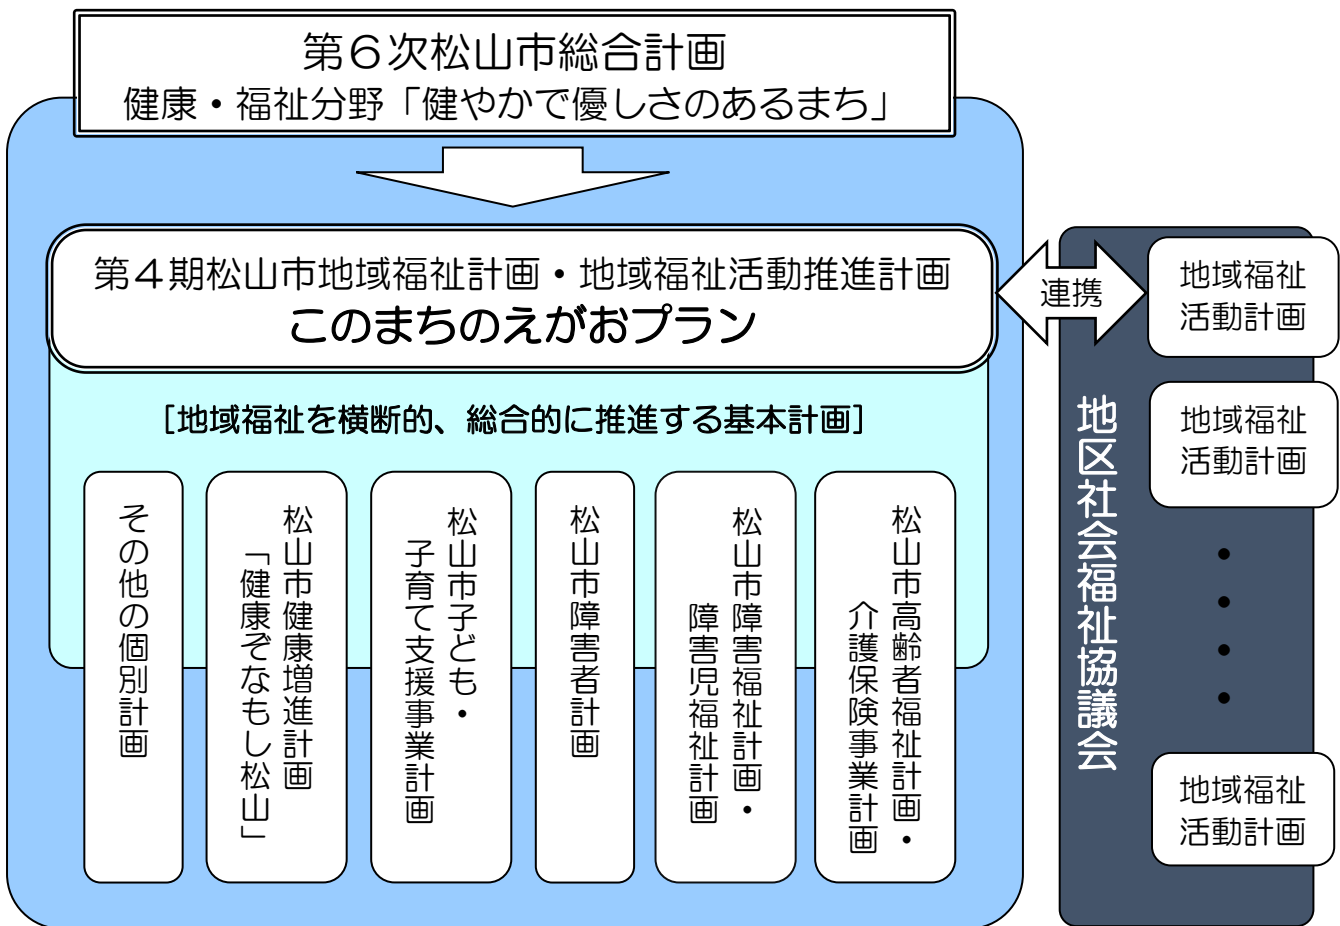 第６次松山市総合計画
健康・福祉分野「健やかで優しさのあるまち」
第４期松山市地域福祉計画・地域福祉活動推進計画
このまちのえがおプラン
［地域福祉を横断的、総合的に推進する基本計画］
その他の個別計画
松山市健康増進計画
「健康ぞなもし松山」
松山市子ども・
子育て支援事業計画
松山市障害者計画
松山市障害福祉計画・
障害児福祉計画
松山市高齢者福祉計画・
介護保険事業計画
連携
地区社会福祉協議会
地域福祉
活動計画
地域福祉
活動計画
・・・・
地域福祉
活動計画